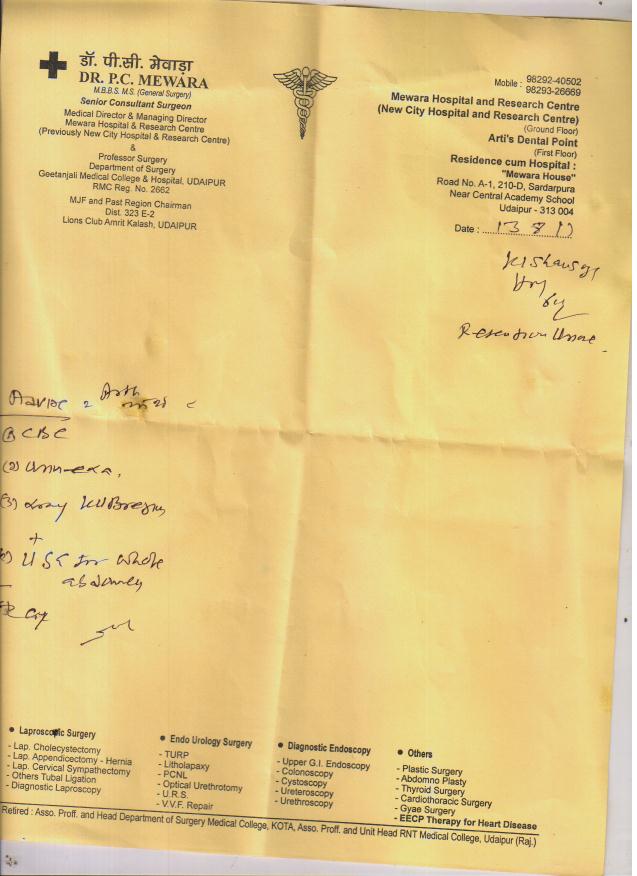 डॉ. पी.सी. मेवाड़ा
DR. P.C. MEWARA
M.B.B.S. M.S. (General Surgery)
Senior Consultant Surgeon
Medical Director & Managing Director
Mewara Hospital & Research Centre
(Previously New City Hospital & Research Centre)
&
Professor Surgery
Department of Surgery
Geetanjali Medical College & Hospital, UDAIPUR
RMC Reg. No. 2662
MJF and Past Region Chairman
Dist. 323 E-2
Lions Club Amrit Kalash, UDAIPUR
Mobile : 98292-40502
98293-26669
Mewara Hospital and Research Centre
(New City Hospital and Research Centre)
(Ground Floor)
Arti's Dental Point
(First Floor)
Residence cum Hospital :
"Mewara House"
Road No. A-1, 210-D, Sardarpura
Near Central Academy School
Udaipur - 313 004
Date : 13 8 17
CBC
(2)
(3)
+
USG for whole
abdomen
Laproscopic Surgery
- Lap. Cholecystectomy
- Lap. Appendicectomy - Hernia
- Lap. Cervical Sympathectomy
- Others Tubal Ligation
- Diagnostic Laproscopy
Endo Urology Surgery
- TURP
- Litholapaxy
- PCNL
- Optical Urethrotomy
- U.R.S.
- V.V.F. Repair
Diagnostic Endoscopy
- Upper G.I. Endoscopy
- Colonoscopy
- Cystoscopy
- Ureteroscopy
- Urethroscopy
Others
- Plastic Surgery
- Abdomno Plasty
- Thyroid Surgery
- Cardiothoracic Surgery
- Gyae Surgery
- EECP Therapy for Heart Disease
Retired : Asso. Proff. and Head Department of Surgery Medical College, KOTA, Asso. Proff. and Unit Head RNT Medical College, Udaipur (Raj.)